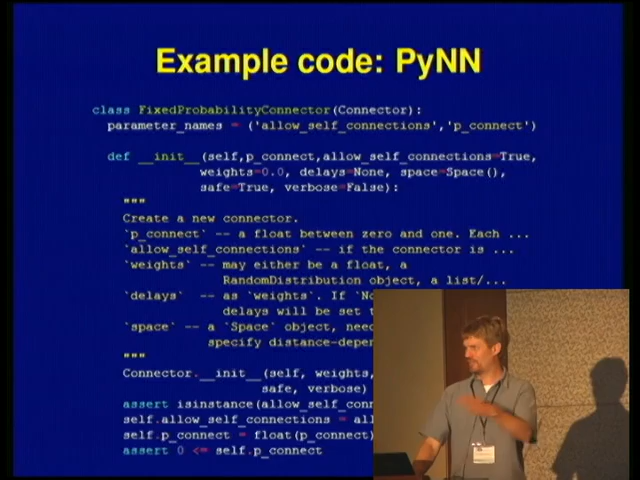 Example code: PyNN
class FixedProbabilityConnector(Connector):
parameter_names = ('allow_self_connections','p_connect')
def __init__(self,p_connect,allow_self_connections=True,
weights=0.0, delays=None, space=Space(),
safe=True, verbose=False):
"""
Create a new connector.
`p_connect` -- a float between zero and one. Each ...
`allow_self_connections` -- if the connector is ...
`weights` -- may either be a float, a
RandomDistribution object, a list/...
`delays` -- as `weights`. If `No
delays will be set t
`space` -- a `Space` object, need
specify distance-depen
"""
Connector.__init__(self, weights,
safe, verbose)
assert isinstance(allow_self_conn
self.allow_self_connections = all
self.p_connect = float(p_connect)
assert 0 <= self.p_connect